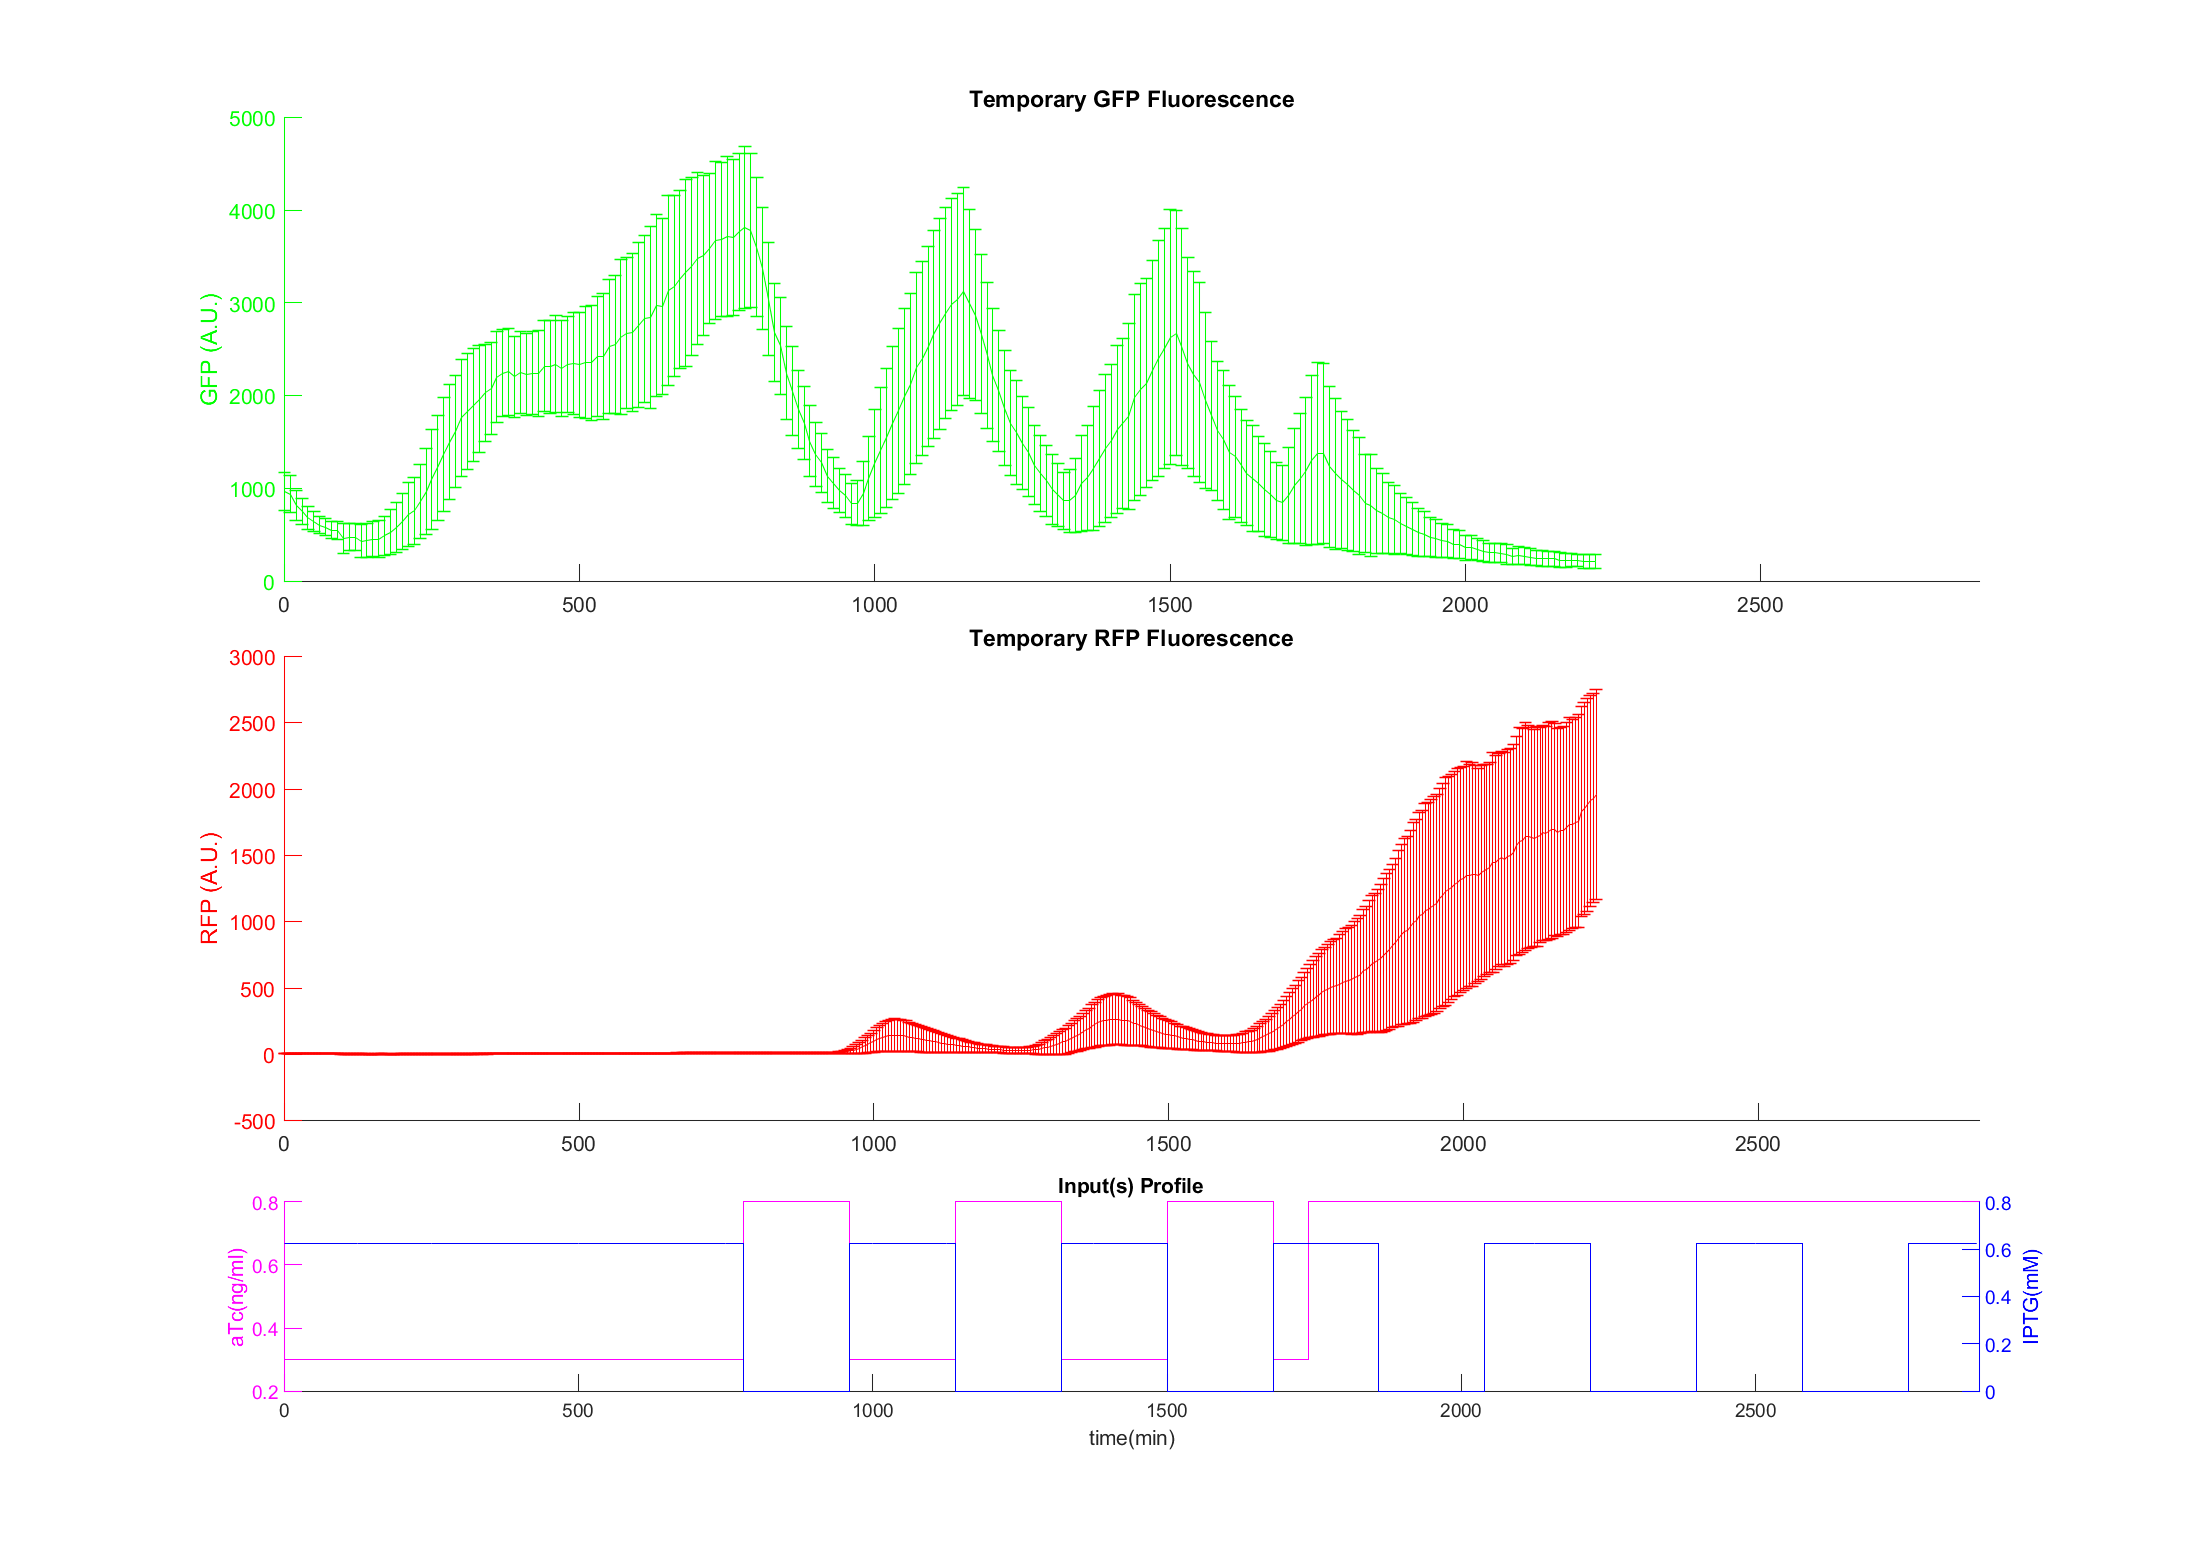 Temporary GFP Fluorescence
5000
4000
3000
2000
1000
0
GFP (A.U.)
0 500 1000 1500 2000 2500
Temporary RFP Fluorescence
3000
2500
2000
1500
1000
500
0
-500
RFP (A.U.)
0 500 1000 1500 2000 2500
Input(s) Profile
0.8
0.6
0.4
0.2
aTc(ng/ml)
0.8
0.6
0.4
0.2
0
IPTG(mM)
0 500 1000 1500 2000 2500
time(min)